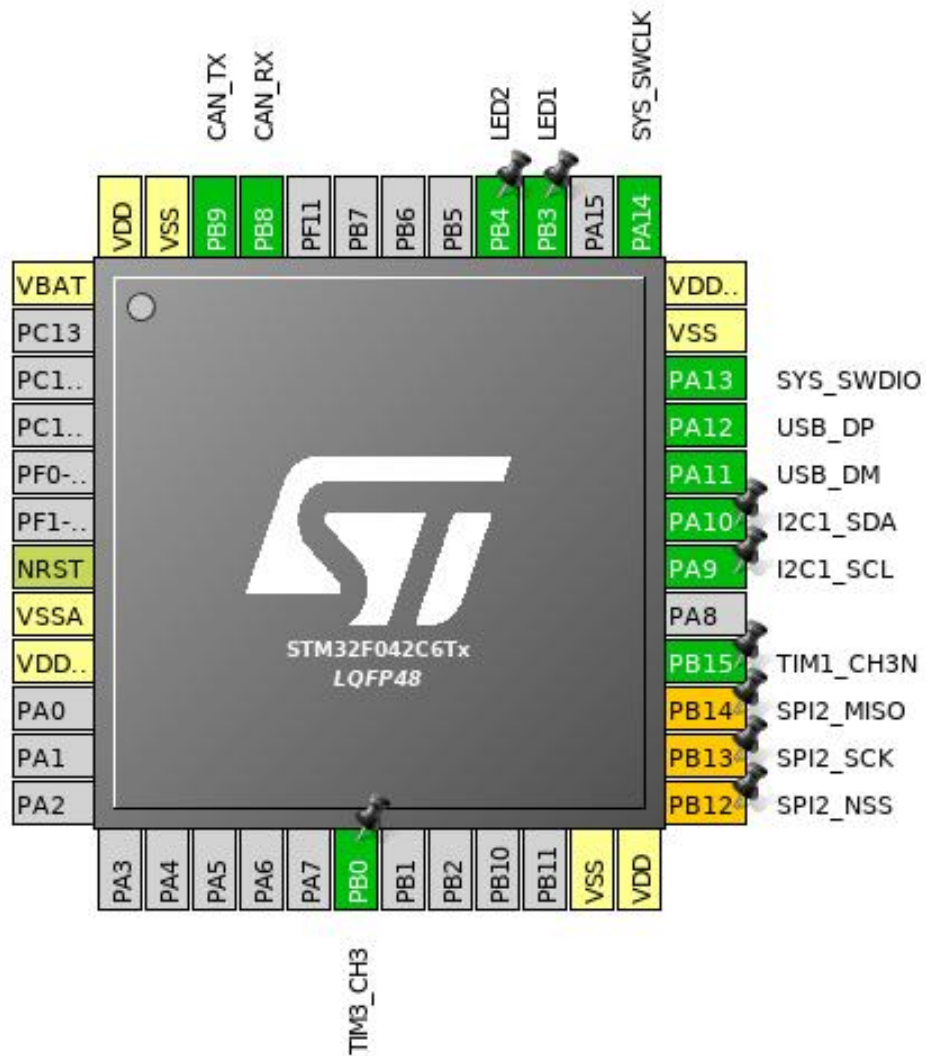 CAN_TX
CAN_RX
LED2
LED1
SYS_SWCLK
VDD
VSS
PB9
PB8
PF11
PB7
PB6
PB5
PB4
PB3
PA15
PA14
VBAT
PC13
PC1..
PC1..
PF0-..
PF1-..
NRST
VSSA
VDD..
PA0
PA1
PA2
ST
STM32F042C6Tx
LQFP48
VDD..
VSS
PA13 SYS_SWDIO
PA12 USB_DP
PA11 USB_DM
PA10 I2C1_SDA
PA9 I2C1_SCL
PA8
PB15 TIM1_CH3N
PB14 SPI2_MISO
PB13 SPI2_SCK
PB12 SPI2_NSS
PA3
PA4
PA5
PA6
PA7
PB0
PB1
PB2
PB10
PB11
VSS
VDD
TIM3_CH3